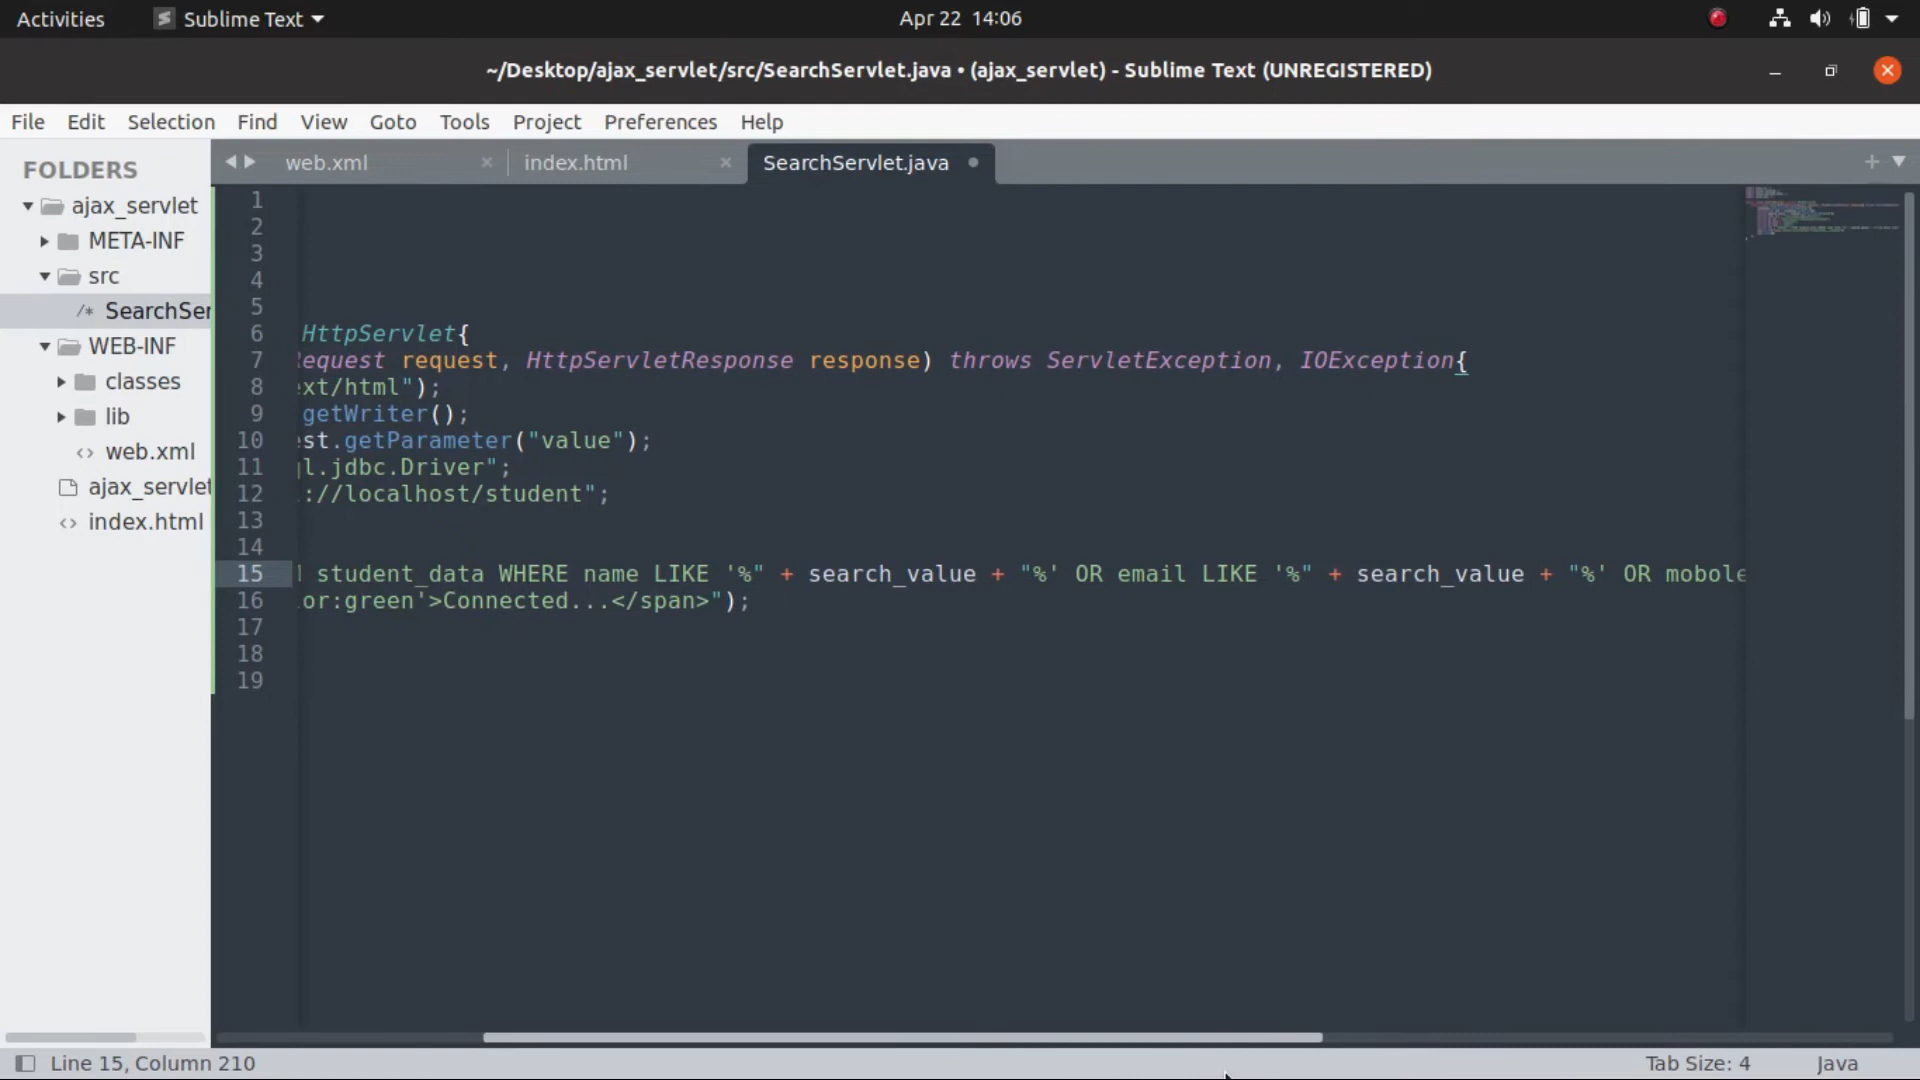 Activities Sublime Text Apr 22 14:06
~/Desktop/ajax_servlet/src/SearchServlet.java • (ajax_servlet) - Sublime Text (UNREGISTERED)
File Edit Selection Find View Goto Tools Project Preferences Help
FOLDERS
ajax_servlet
META-INF
src
/* SearchSer
WEB-INF
classes
lib
<> web.xml
ajax_servlet
<> index.html
web.xml index.html SearchServlet.java
1
2
3
4
5
6 HttpServlet{
7 Request request, HttpServletResponse response) throws ServletException, IOException{
8 ext/html");
9 getWriter();
10 est.getParameter("value");
11 ql.jdbc.Driver";
12 ://localhost/student";
13
14
15 student_data WHERE name LIKE '%" + search_value + "%' OR email LIKE '%" + search_value + "%' OR mobole
16 or:green'>Connected...</span>");
17
18
19
Line 15, Column 210 Tab Size: 4 Java